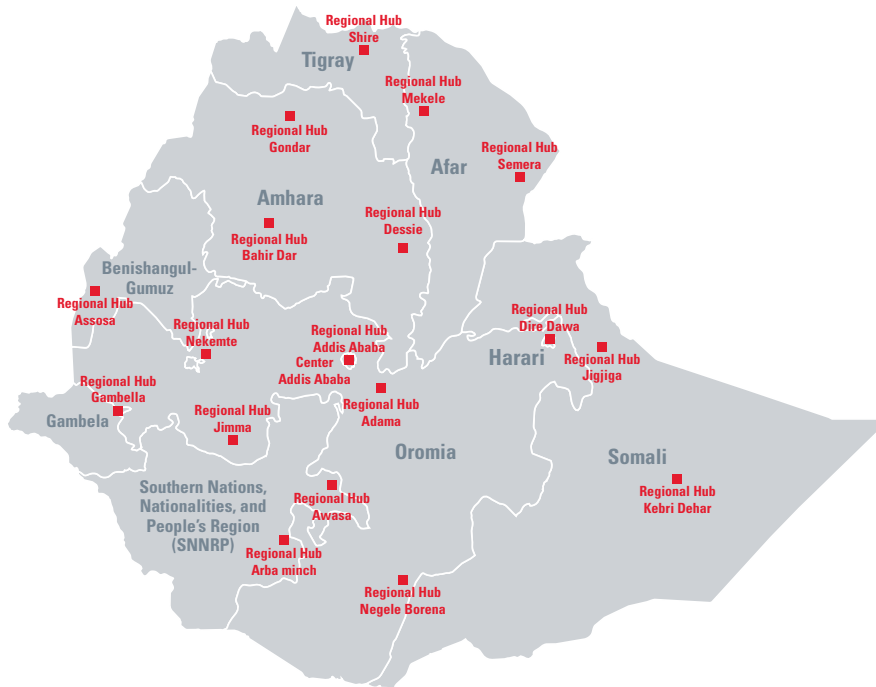 Regional Hub
Shire
Tigray
Regional Hub
Mekele
Regional Hub
Gondar
Regional Hub
Semera
Afar
Amhara
Regional Hub
Dessie
Regional Hub
Bahir Dar
Benishangul-
Gumuz
Regional Hub
Assosa
Regional Hub
Nekemte
Regional Hub
Addis Ababa
Center
Addis Ababa
Regional Hub
Dire Dawa
Harari
Regional Hub
Jigjiga
Regional Hub
Gambella
Gambela
Regional Hub
Adama
Regional Hub
Jimma
Oromia
Somali
Southern Nations,
Nationalities, and
People's Region
(SNNRP)
Regional Hub
Awasa
Regional Hub
Kebri Dehar
Regional Hub
Arba minch
Regional Hub
Negele Borena